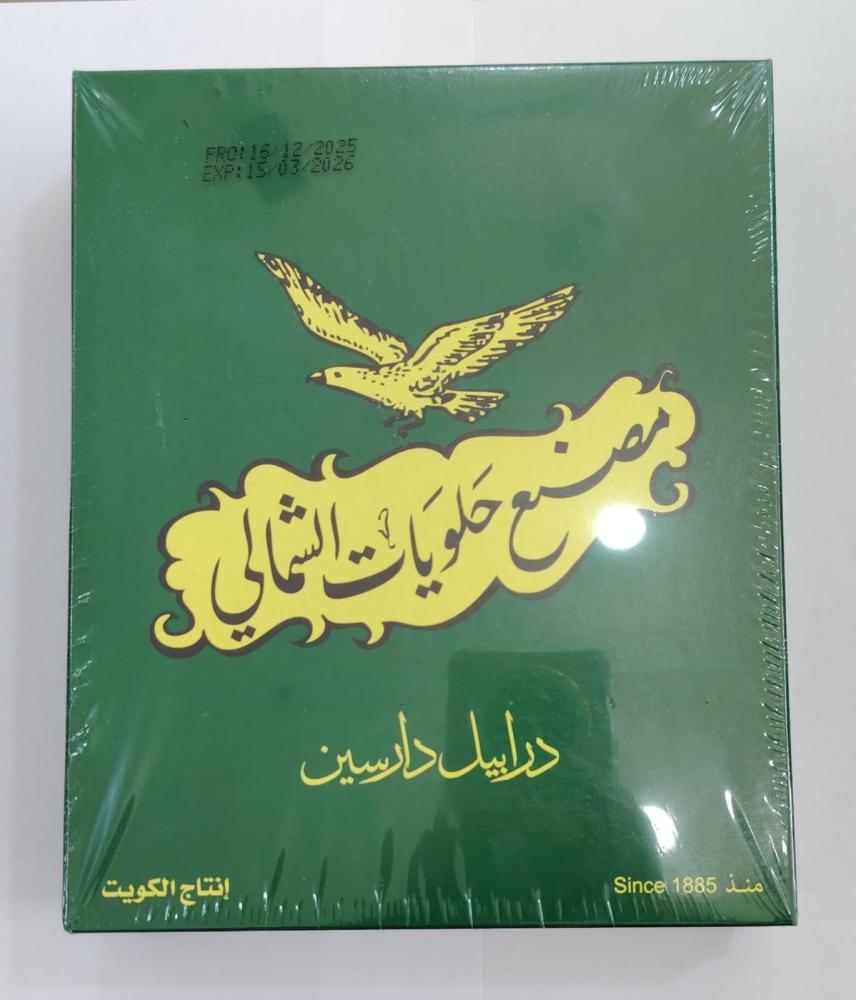 PRO:16/12/2025
EXP:15/03/2026
مصنع حلويات الشمالي
درابيل دارسين
منذ Since 1885
إنتاج الكويت